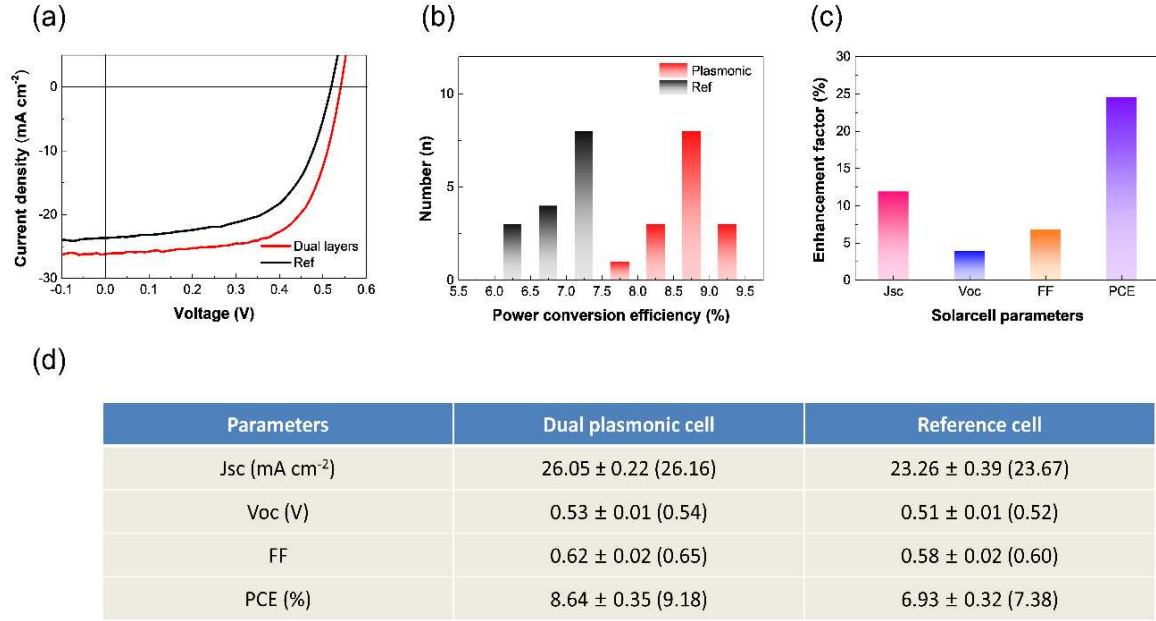 (a)
(b)
(c)
Current density (mA cm⁻²)
0
-10
-20
-30
Dual layers
Ref
-0.1 0.0 0.1 0.2 0.3 0.4 0.5 0.6
Voltage (V)
Number (n)
10
5
0
Plasmonic
Ref
5.5 6.0 6.5 7.0 7.5 8.0 8.5 9.0 9.5
Power conversion efficiency (%)
Enhancement factor (%)
30
25
20
15
10
5
0
Jsc Voc FF PCE
Solarcell parameters
(d)
Parameters Dual plasmonic cell Reference cell
Jsc (mA cm⁻²) 26.05 ± 0.22 (26.16) 23.26 ± 0.39 (23.67)
Voc (V) 0.53 ± 0.01 (0.54) 0.51 ± 0.01 (0.52)
FF 0.62 ± 0.02 (0.65) 0.58 ± 0.02 (0.60)
PCE (%) 8.64 ± 0.35 (9.18) 6.93 ± 0.32 (7.38)